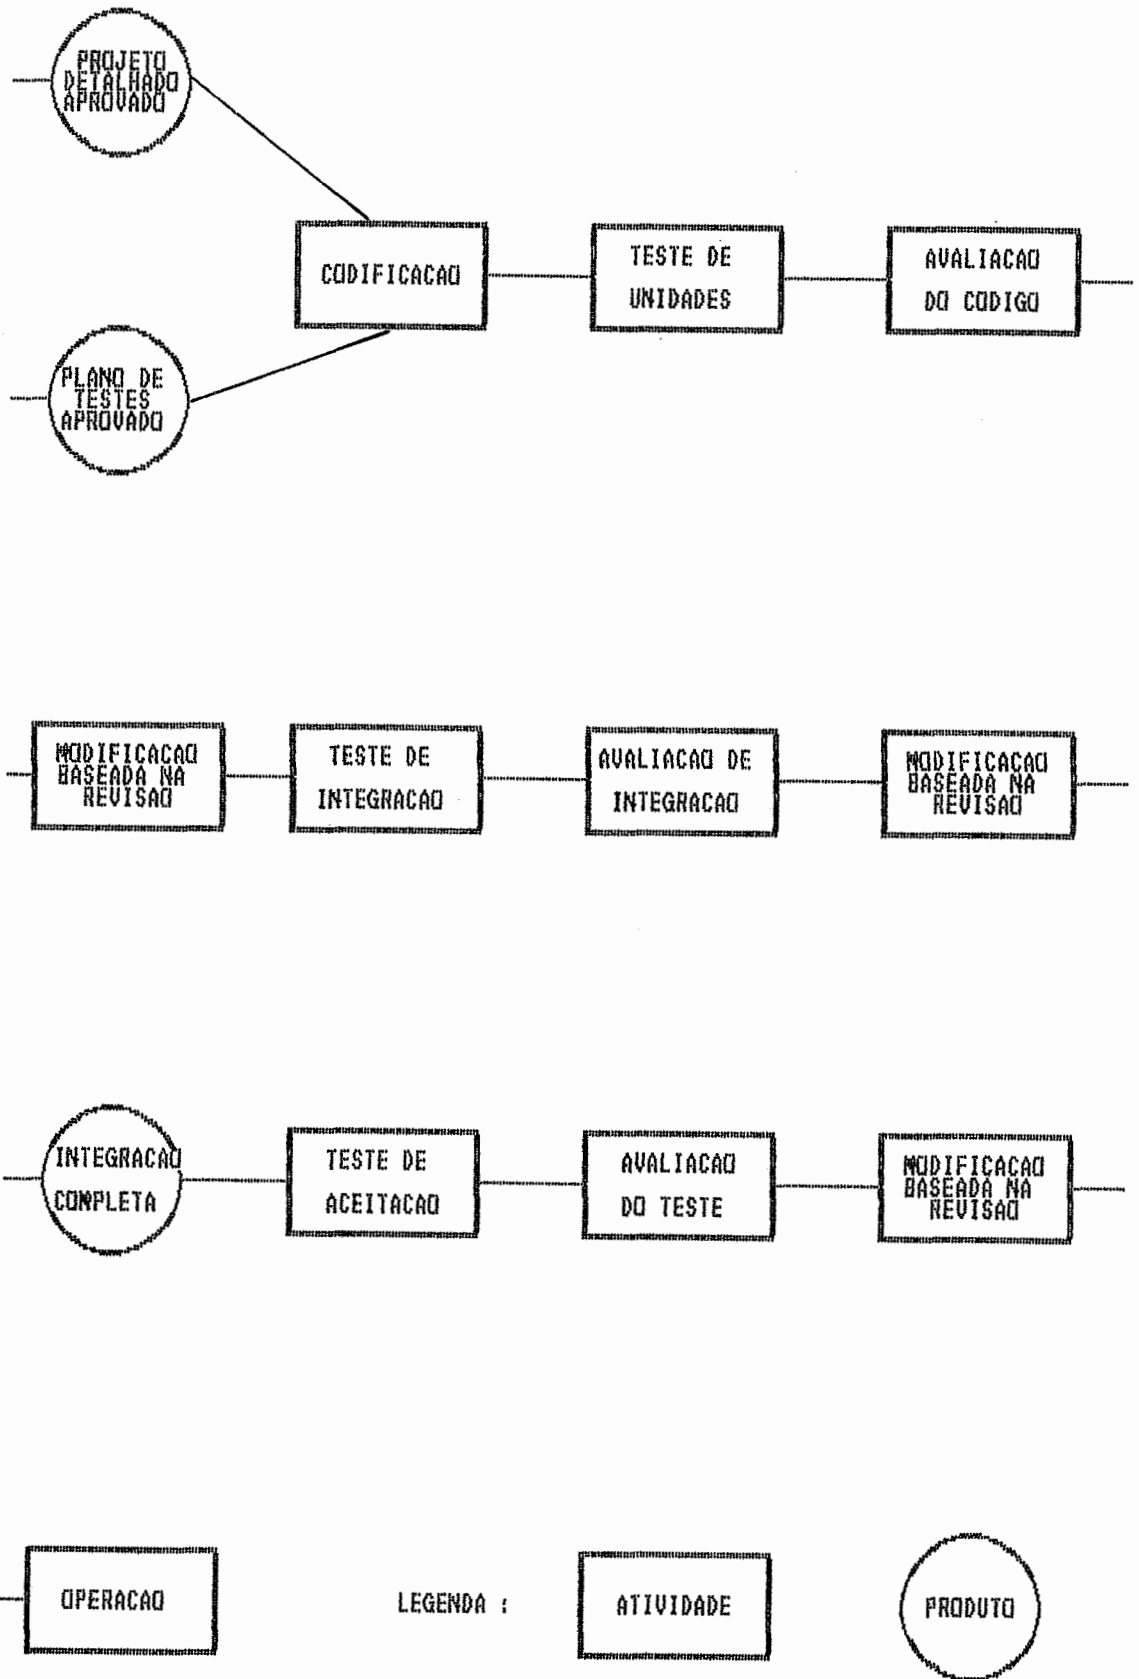 PROJETO
DETALHADO
APROVADO
CODIFICACAO
TESTE DE
UNIDADES
AVALIACAO
DO CODIGO
PLANO DE
TESTES
APROVADO
MODIFICACAO
BASEADA NA
REVISAO
TESTE DE
INTEGRACAO
AVALIACAO DE
INTEGRACAO
MODIFICACAO
BASEADA NA
REVISAO
INTEGRACAO
COMPLETA
TESTE DE
ACEITACAO
AVALIACAO
DO TESTE
MODIFICACAO
BASEADA NA
REVISAO
OPERACAO
LEGENDA :
ATIVIDADE
PRODUTO